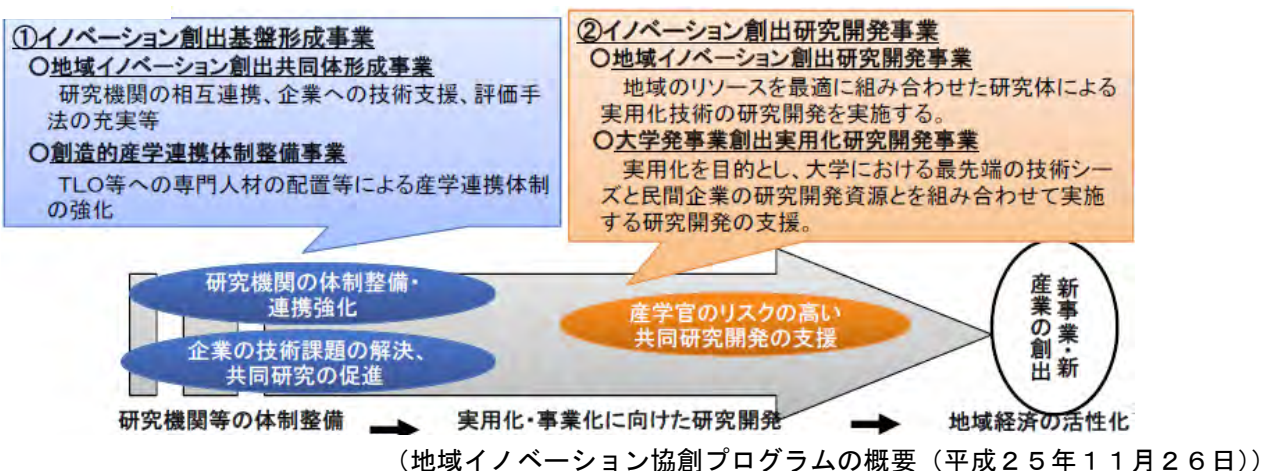 ①イノベーション創出基盤形成事業
〇地域イノベーション創出共同体形成事業
研究機関の相互連携、企業への技術支援、評価手
法の充実等
〇創造的産学連携体制整備事業
TLO等への専門人材の配置等による産学連携体制
の強化
②イノベーション創出研究開発事業
〇地域イノベーション創出研究開発事業
地域のリソースを最適に組み合わせた研究体による
実用化技術の研究開発を実施する。
〇大学発事業創出実用化研究開発事業
実用化を目的とし、大学における最先端の技術シー
ズと民間企業の研究開発資源とを組み合わせて実施
する研究開発の支援。
研究機関の体制整備・
連携強化
企業の技術課題の解決、
共同研究の促進
産学官のリスクの高い
共同研究開発の支援
新事業・新
産業の創出
研究機関等の体制整備 ➡ 実用化・事業化に向けた研究開発 ➡ 地域経済の活性化
（地域イノベーション協創プログラムの概要（平成２５年１１月２６日））